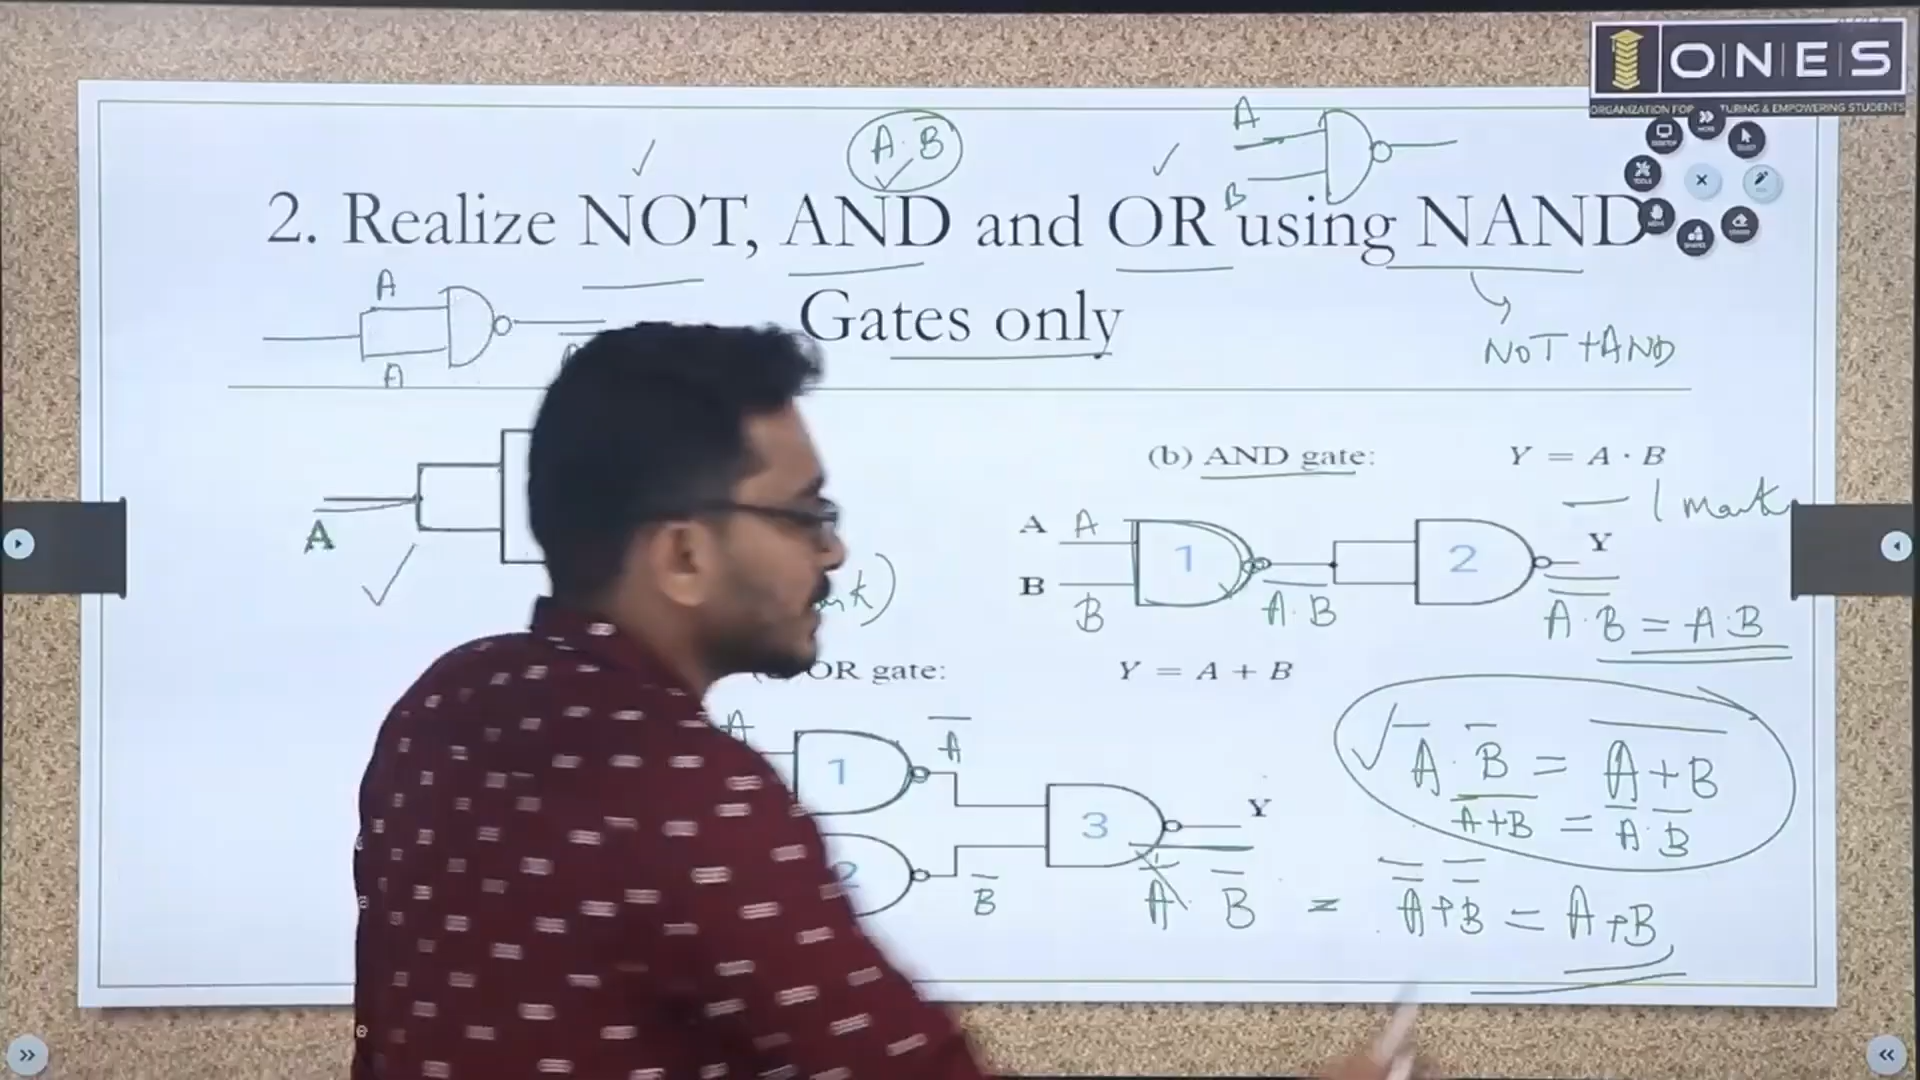 O|N|E|S
ORGANIZATION FOR TURING & EMPOWERING STUDENTS
A·B̅
A
B
2. Realize NOT, AND and OR using NAND
Gates only
A
A
NOT + AND
(b) AND gate: Y = A · B
1 mark
A A
B B
1
2
Y
A
A·B
A·B = A·B
OR gate: Y = A + B
A
1
A̅
3
Y
2
B̅
A̅ · B̅ = A+B
A+B = A̅·B̅
A̅ · B̅ = A+B = A+B